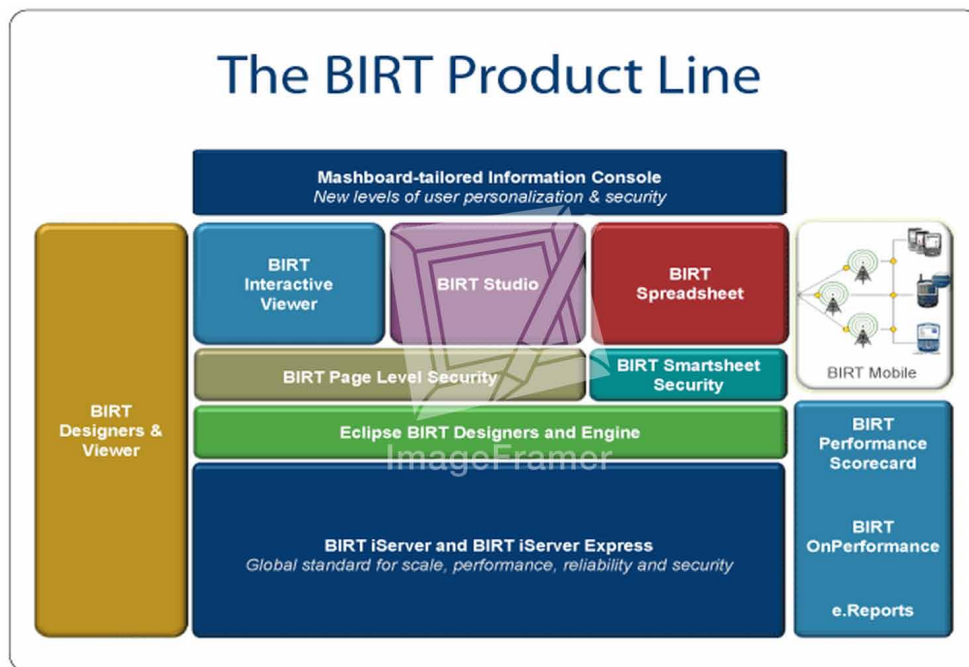 The BIRT Product Line
Mashboard-tailored Information Console
New levels of user personalization & security
BIRT
Designers &
Viewer
BIRT
Interactive
Viewer
BIRT Studio
BIRT
Spreadsheet
BIRT Mobile
BIRT Page Level Security
BIRT Smartsheet
Security
Eclipse BIRT Designers and Engine
ImageFramer
BIRT iServer and BIRT iServer Express
Global standard for scale, performance, reliability and security
BIRT
Performance
Scorecard
BIRT
OnPerformance
e.Reports